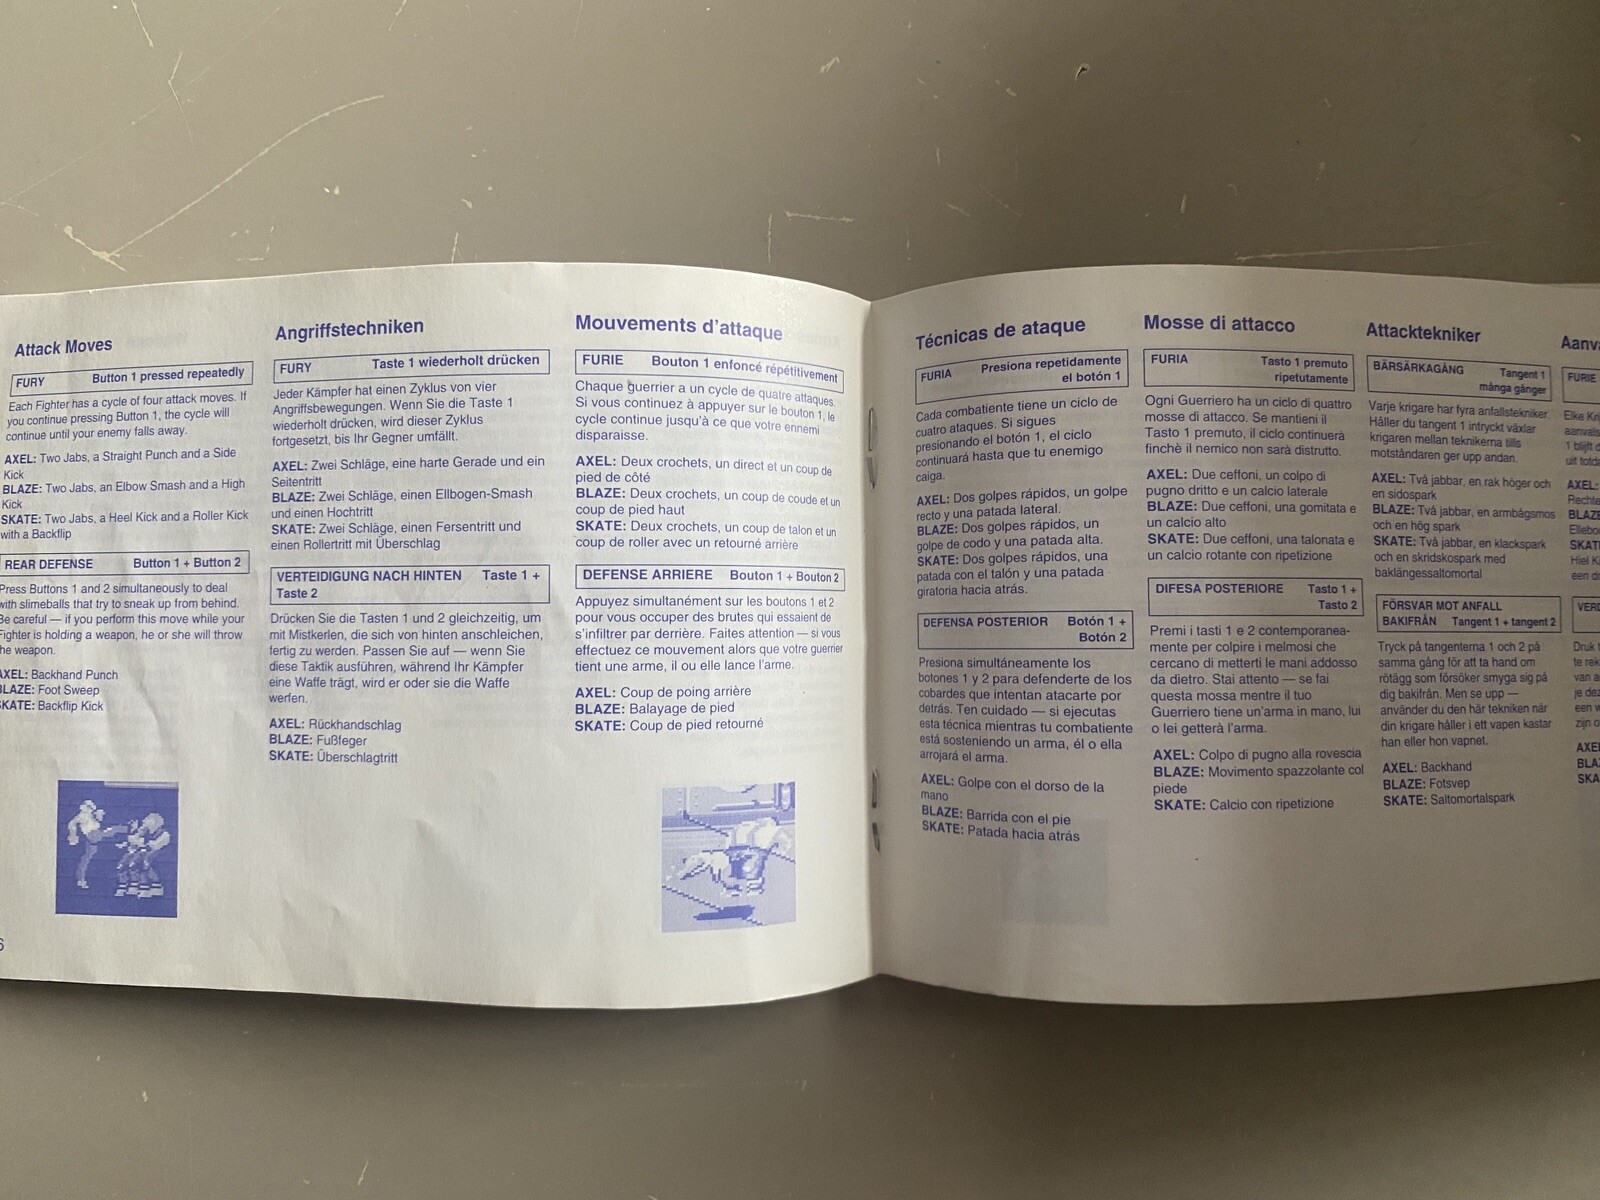 Attack Moves
FURY Button 1 pressed repeatedly
Each Fighter has a cycle of four attack moves. If
you continue pressing Button 1, the cycle will
continue until your enemy falls away.
AXEL: Two Jabs, a Straight Punch and a Side
Kick
BLAZE: Two Jabs, an Elbow Smash and a High
Kick
SKATE: Two Jabs, a Heel Kick and a Roller Kick
with a Backflip
REAR DEFENSE Button 1 + Button 2
Press Buttons 1 and 2 simultaneously to deal
with slimeballs that try to sneak up from behind.
Be careful — if you perform this move while your
Fighter is holding a weapon, he or she will throw
the weapon.
AXEL: Backhand Punch
BLAZE: Foot Sweep
SKATE: Backflip Kick
6
Angriffstechniken
FURY Taste 1 wiederholt drücken
Jeder Kämpfer hat einen Zyklus von vier
Angriffsbewegungen. Wenn Sie die Taste 1
wiederholt drücken, wird dieser Zyklus
fortgesetzt, bis Ihr Gegner umfällt.
AXEL: Zwei Schläge, eine harte Gerade und ein
Seitentritt
BLAZE: Zwei Schläge, einen Ellbogen-Smash
und einen Hochtritt
SKATE: Zwei Schläge, einen Fersentritt und
einen Rollertritt mit Überschlag
VERTEIDIGUNG NACH HINTEN Taste 1 +
Taste 2
Drücken Sie die Tasten 1 und 2 gleichzeitig, um
mit Mistkerlen, die sich von hinten anschleichen,
fertig zu werden. Passen Sie auf — wenn Sie
diese Taktik ausführen, während Ihr Kämpfer
eine Waffe trägt, wird er oder sie die Waffe
werfen.
AXEL: Rückhandschlag
BLAZE: Fußfeger
SKATE: Überschlagtritt
Mouvements d'attaque
FURIE Bouton 1 enfoncé répétitivement
Chaque guerrier a un cycle de quatre attaques.
Si vous continuez à appuyer sur le bouton 1, le
cycle continue jusqu'à ce que votre ennemi
disparaisse.
AXEL: Deux crochets, un direct et un coup de
pied de côté
BLAZE: Deux crochets, un coup de coude et un
coup de pied haut
SKATE: Deux crochets, un coup de talon et un
coup de roller avec un retourné arrière
DEFENSE ARRIERE Bouton 1 + Bouton 2
Appuyez simultanément sur les boutons 1 et 2
pour vous occuper des brutes qui essaient de
s'infiltrer par derrière. Faites attention — si vous
effectuez ce mouvement alors que votre guerrier
tient une arme, il ou elle lance l'arme.
AXEL: Coup de poing arrière
BLAZE: Balayage de pied
SKATE: Coup de pied retourné
Técnicas de ataque
FURIA Presiona repetidamente
el botón 1
Cada combatiente tiene un ciclo de
cuatro ataques. Si sigues
presionando el botón 1, el ciclo
continuará hasta que tu enemigo
caiga.
AXEL: Dos golpes rápidos, un golpe
recto y una patada lateral.
BLAZE: Dos golpes rápidos, un
golpe de codo y una patada alta.
SKATE: Dos golpes rápidos, una
patada con el talón y una patada
giratoria hacia atrás.
DEFENSA POSTERIOR Botón 1 +
Botón 2
Presiona simultáneamente los
botones 1 y 2 para defenderte de los
cobardes que intentan atacarte por
detrás. Ten cuidado — si ejecutas
esta técnica mientras tu combatiente
está sosteniendo un arma, él o ella
arrojará el arma.
AXEL: Golpe con el dorso de la
mano
BLAZE: Barrida con el pie
SKATE: Patada hacia atrás
Mosse di attacco
FURIA Tasto 1 premuto
ripetutamente
Ogni Guerriero ha un ciclo di quattro
mosse di attacco. Se mantieni il
Tasto 1 premuto, il ciclo continuerà
finchè il nemico non sarà distrutto.
AXEL: Due ceffoni, un colpo di
pugno dritto e un calcio laterale
BLAZE: Due ceffoni, una gomitata e
un calcio alto
SKATE: Due ceffoni, una talonata e
un calcio rotante con ripetizione
DIFESA POSTERIORE Tasto 1 +
Tasto 2
Premi i tasti 1 e 2 contemporanea-
mente per colpire i melmosi che
cercano di metterti le mani addosso
da dietro. Stai attento — se fai
questa mossa mentre il tuo
Guerriero tiene un'arma in mano, lui
o lei getterà l'arma.
AXEL: Colpo di pugno alla rovescia
BLAZE: Movimento spazzolante col
piede
SKATE: Calcio con ripetizione
Attacktekniker
BÄRSÄRKAGÅNG Tangent 1
många gånger
Varje krigare har fyra anfallstekniker.
Håller du tangent 1 intryckt växlar
krigaren mellan teknikerna tills
motståndaren ger upp andan.
AXEL: Två jabbar, en rak höger och
en sidospark
BLAZE: Två jabbar, en armbågsmos
och en hög spark
SKATE: Två jabbar, en klackspark
och en skridskospark med
baklängessaltomortal
FÖRSVAR MOT ANFALL
BAKIFRÅN Tangent 1 + tangent 2
Tryck på tangenterna 1 och 2 på
samma gång för att ta hand om
rötägg som försöker smyga sig på
dig bakifrån. Men se upp —
använder du den här tekniken när
din krigare håller i ett vapen kastar
han eller hon vapnet.
AXEL: Backhand
BLAZE: Fotsvep
SKATE: Saltomortalspark
FURIE
Elke
1 blijft
AXEL:
BLAZE
Hiel
een
Druk
te
van
je
een
zijn